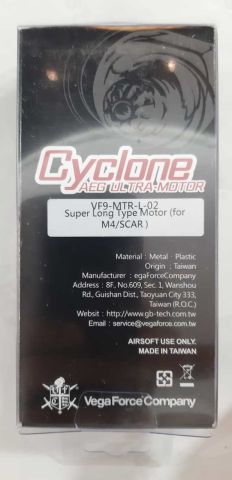 Cyclone
AEG ULTRA-MOTOR
VF9-MTR-L-02
Super Long Type Motor (for
M4/SCAR )
Material : Metal · Plastic
Origin : Taiwan
Manufacturer : egaForceCompany
Address : 8F, No.609, Sec. 1, Wanshou
Rd., Guishan Dist., Taoyuan City 333,
Taiwan (R.O.C.)
Websit : http://www.gb-tech.com.tw
Email : service@vegaforce.com.tw
AIRSOFT USE ONLY.
MADE IN TAIWAN
VegaForceCompany